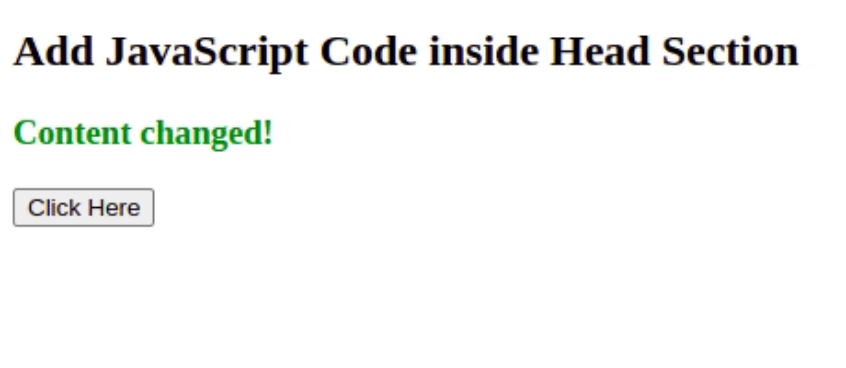 Add JavaScript Code inside Head Section
Content changed!
Click Here